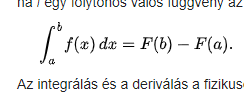 ha f egy folytonos valós függvény az
∫_a^b f(x) dx = F(b) − F(a).
Az integrálás és a deriválás a fizikus